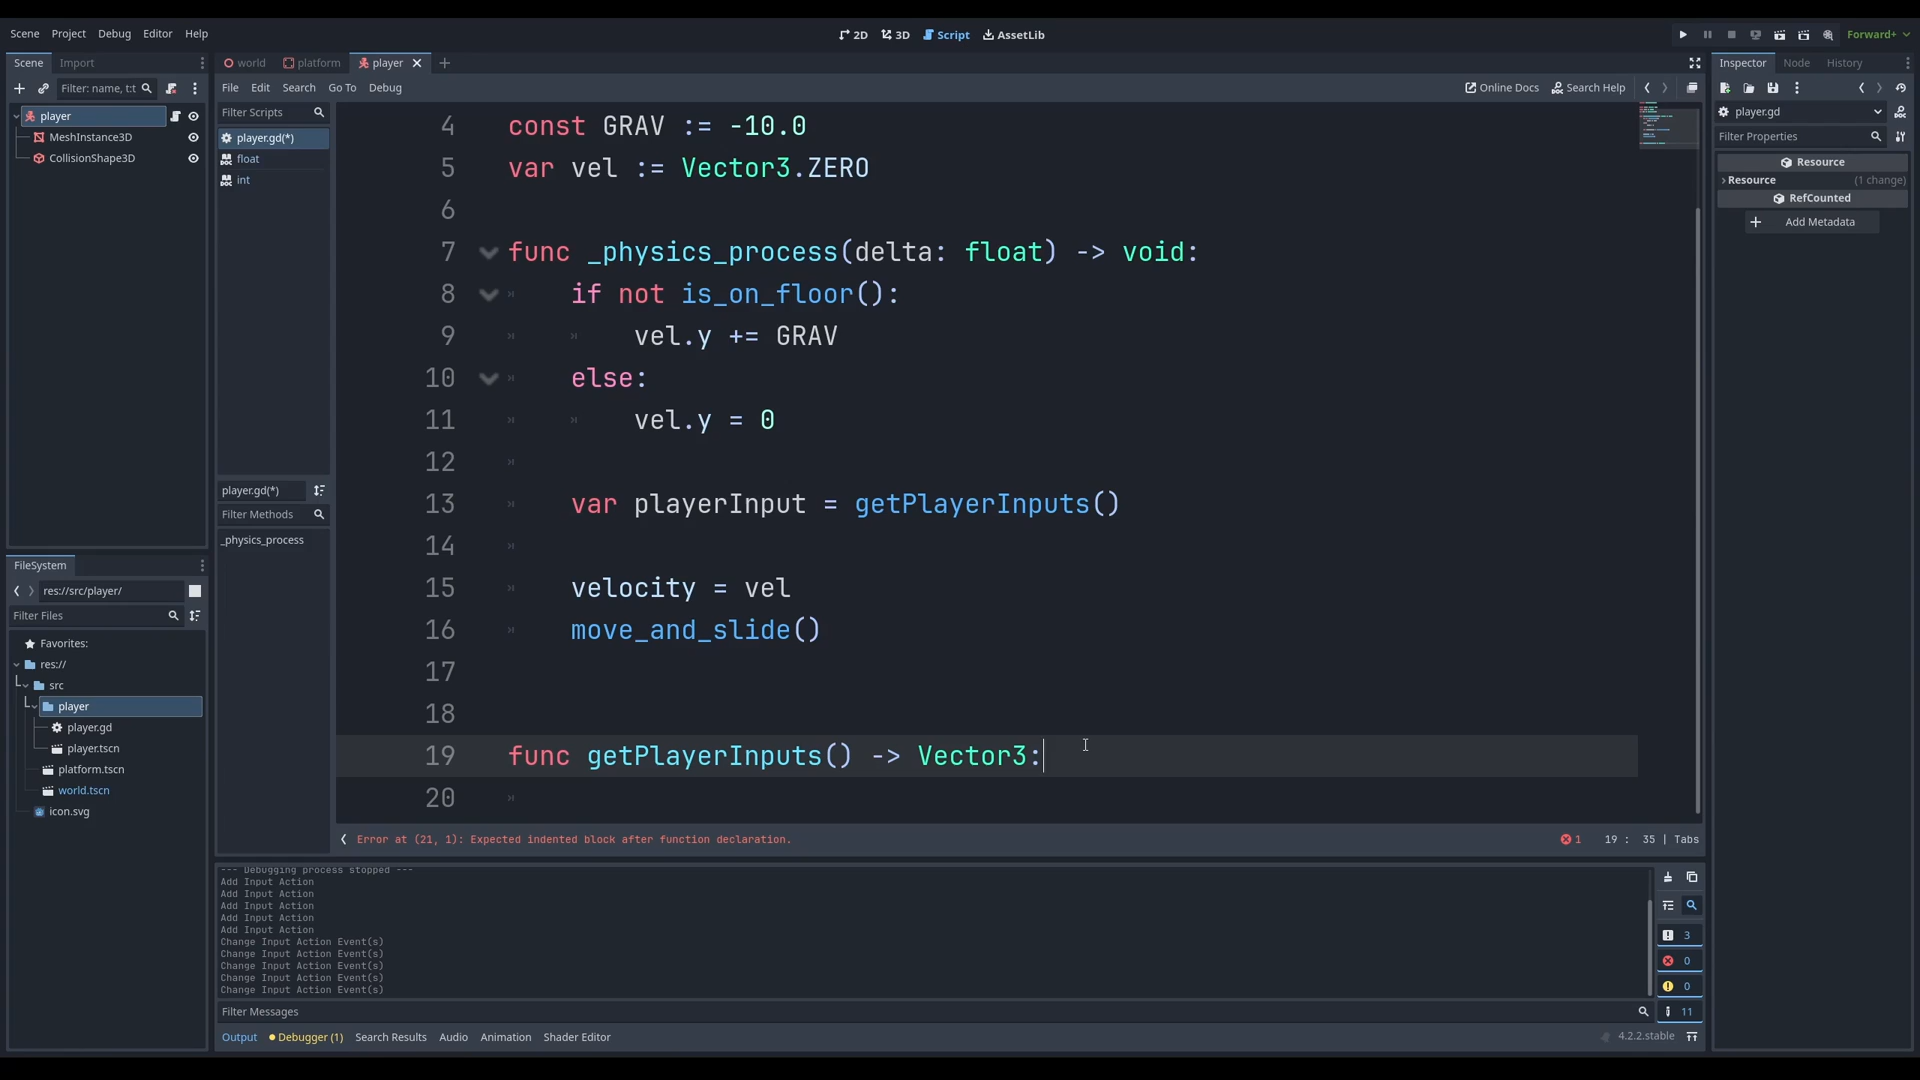 Scene Project Debug Editor Help
2D 3D Script AssetLib
Forward+
Scene Import
Filter: name, t:t
player
MeshInstance3D
CollisionShape3D
world platform player
File Edit Search Go To Debug
Online Docs Search Help
Filter Scripts
player.gd(*)
float
int
player.gd(*)
Filter Methods
_physics_process
4 const GRAV := -10.0
5 var vel := Vector3.ZERO
6
7 func _physics_process(delta: float) -> void:
8 if not is_on_floor():
9 vel.y += GRAV
10 else:
11 vel.y = 0
12
13 var playerInput = getPlayerInputs()
14
15 velocity = vel
16 move_and_slide()
17
18
19 func getPlayerInputs() -> Vector3:
20
Error at (21, 1): Expected indented block after function declaration.
1 19 : 35 | Tabs
FileSystem
res://src/player/
Filter Files
Favorites:
res://
src
player
player.gd
player.tscn
platform.tscn
world.tscn
icon.svg
--- Debugging process stopped ---
Add Input Action
Add Input Action
Add Input Action
Add Input Action
Add Input Action
Change Input Action Event(s)
Change Input Action Event(s)
Change Input Action Event(s)
Change Input Action Event(s)
Change Input Action Event(s)
3
0
0
11
Filter Messages
Output Debugger (1) Search Results Audio Animation Shader Editor
4.2.2.stable
Inspector Node History
player.gd
Filter Properties
Resource
Resource (1 change)
RefCounted
Add Metadata